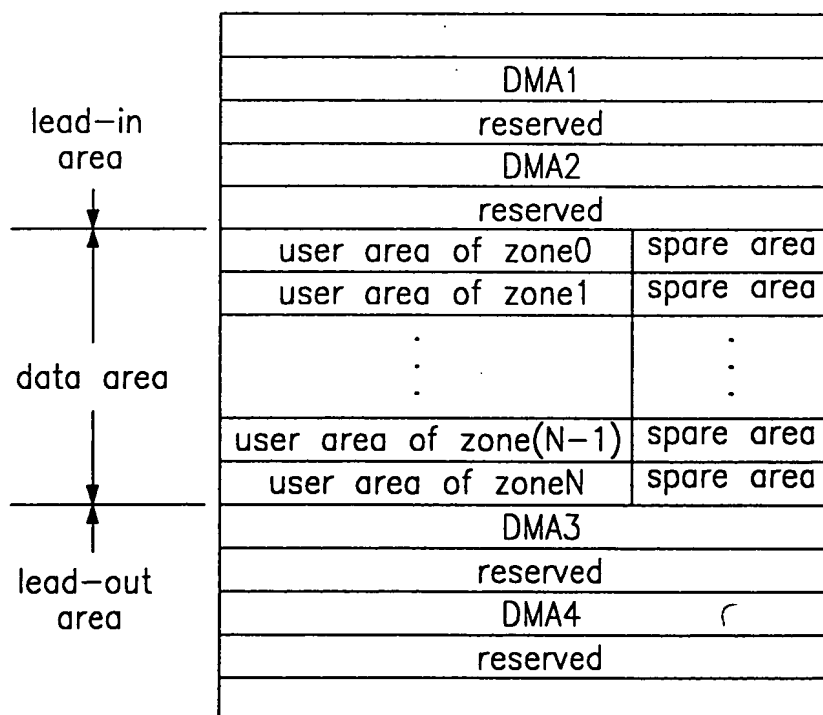 DMA1
reserved
lead-in
area
DMA2
reserved
user area of zone0 spare area
user area of zone1 spare area
data area
user area of zone(N-1) spare area
user area of zoneN spare area
DMA3
reserved
lead-out
area
DMA4
reserved